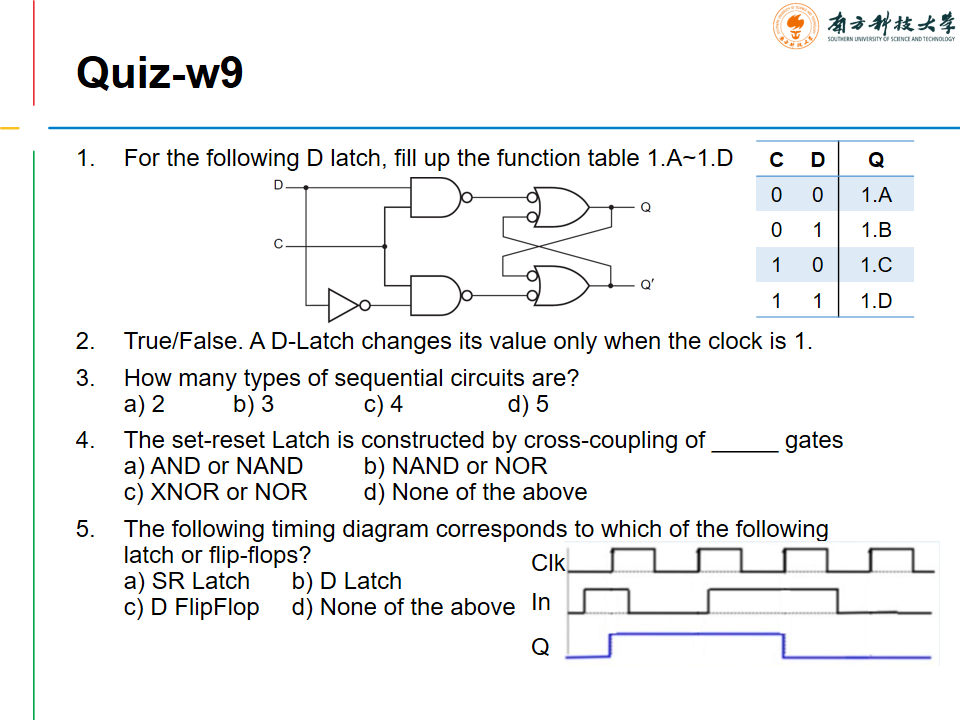 南方科技大学
SOUTHERN UNIVERSITY OF SCIENCE AND TECHNOLOGY
Quiz-w9
1. For the following D latch, fill up the function table 1.A~1.D
D
C
Q
Q′
C D Q
0 0 1.A
0 1 1.B
1 0 1.C
1 1 1.D
2. True/False. A D-Latch changes its value only when the clock is 1.
3. How many types of sequential circuits are?
a) 2 b) 3 c) 4 d) 5
4. The set-reset Latch is constructed by cross-coupling of _____ gates
a) AND or NAND b) NAND or NOR
c) XNOR or NOR d) None of the above
5. The following timing diagram corresponds to which of the following
latch or flip-flops?
a) SR Latch b) D Latch
c) D FlipFlop d) None of the above
Clk
In
Q